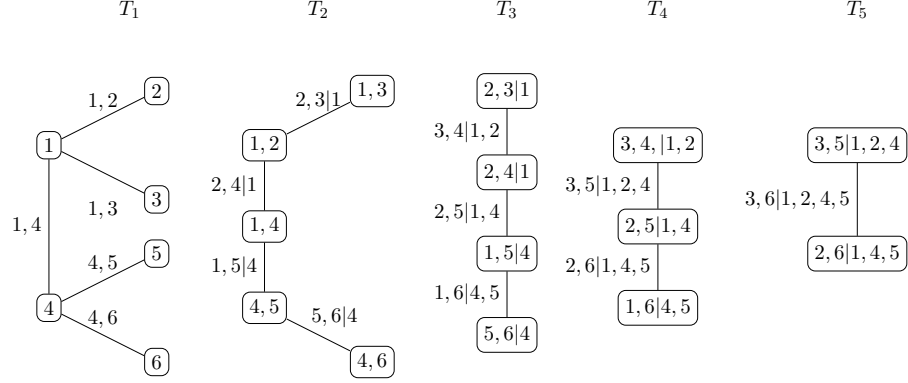 T1
T2
T3
T4
T5
1
2
3
4
5
6
1, 2
1, 3
1, 4
4, 5
4, 6
1, 3
1, 2
1, 4
4, 5
4, 6
2, 3|1
2, 4|1
1, 5|4
5, 6|4
2, 3|1
2, 4|1
1, 5|4
5, 6|4
3, 4|1, 2
2, 5|1, 4
1, 6|4, 5
3, 4, |1, 2
2, 5|1, 4
1, 6|4, 5
3, 5|1, 2, 4
2, 6|1, 4, 5
3, 5|1, 2, 4
2, 6|1, 4, 5
3, 6|1, 2, 4, 5